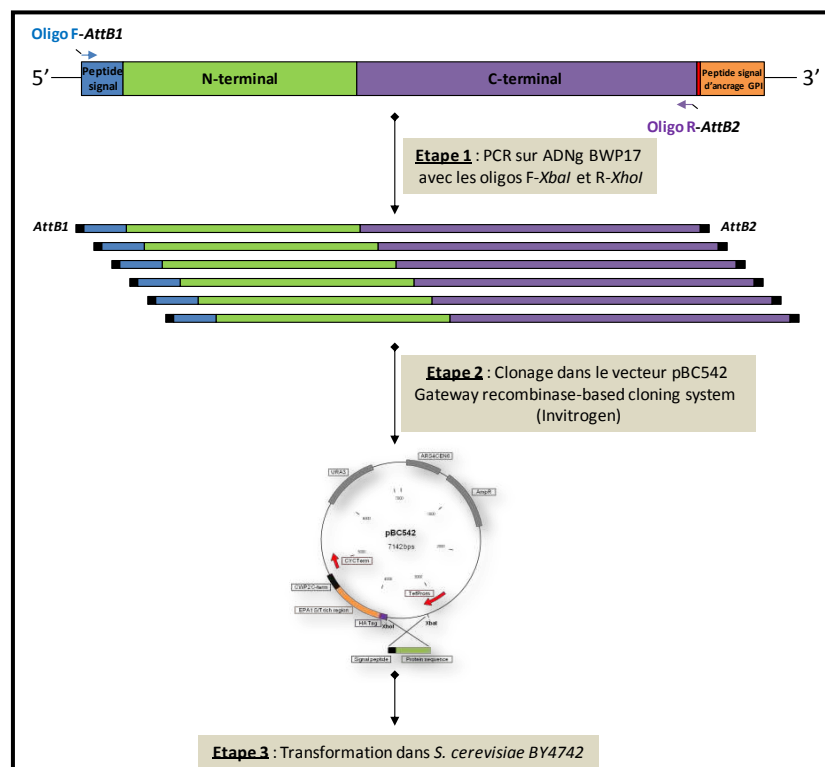 Oligo F-AttB1
5’
Peptide signal
N-terminal
C-terminal
Peptide signal d’ancrage GPI
3’
Oligo R-AttB2
Etape 1 : PCR sur ADNg BWP17
avec les oligos F-XbaI et R-XhoI
AttB1
AttB2
Etape 2 : Clonage dans le vecteur pBC542
Gateway recombinase-based cloning system
(Invitrogen)
URA3
ARS4CEN6
AmpR
pBC542
7142bps
CYCTerm
CWP2C-term
TetProm
EPA1 S/T rich region
HA Tag
XhoI
XbaI
Signal peptide
Protein sequence
Etape 3 : Transformation dans S. cerevisiae BY4742